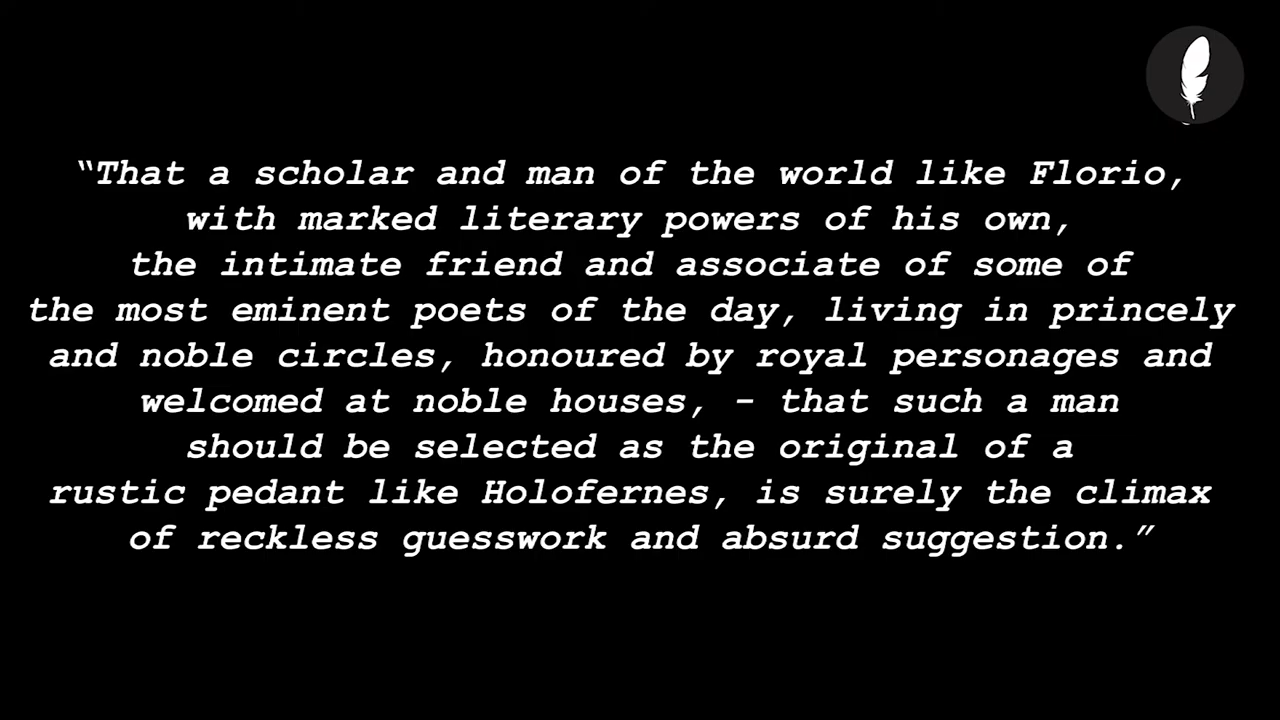 “That a scholar and man of the world like Florio,
with marked literary powers of his own,
the intimate friend and associate of some of
the most eminent poets of the day, living in princely
and noble circles, honoured by royal personages and
welcomed at noble houses, - that such a man
should be selected as the original of a
rustic pedant like Holofernes, is surely the climax
of reckless guesswork and absurd suggestion.”